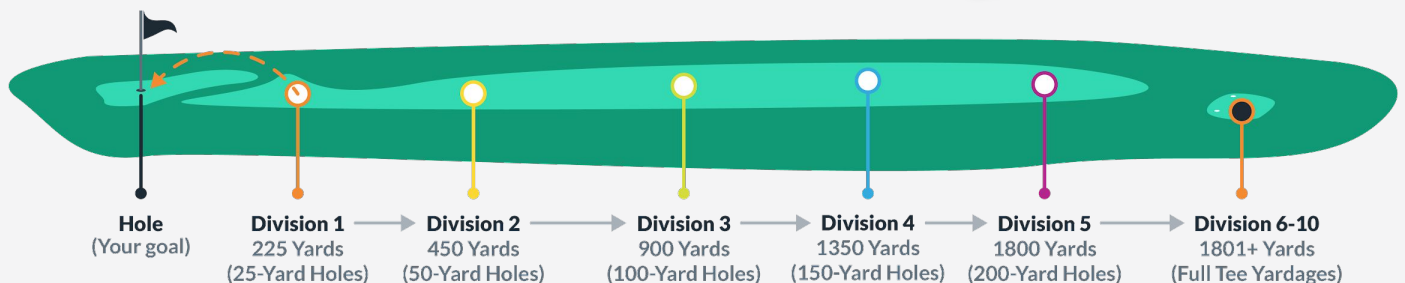 Hole
(Your goal)
Division 1
225 Yards
(25-Yard Holes)
Division 2
450 Yards
(50-Yard Holes)
Division 3
900 Yards
(100-Yard Holes)
Division 4
1350 Yards
(150-Yard Holes)
Division 5
1800 Yards
(200-Yard Holes)
Division 6-10
1801+ Yards
(Full Tee Yardages)